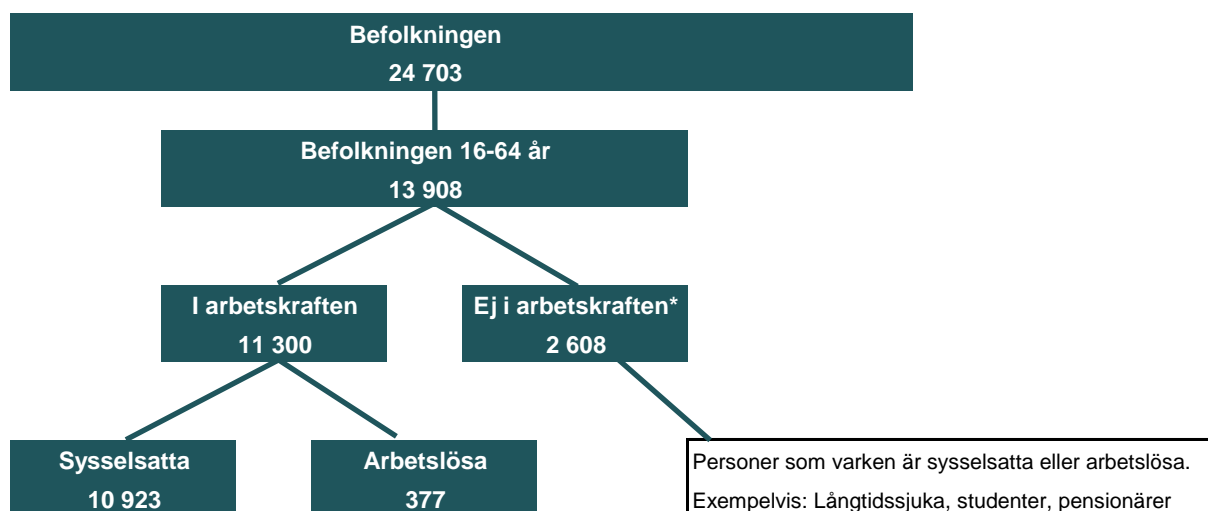 Befolkningen
24 703
Befolkningen 16-64 år
13 908
I arbetskraften
11 300
Ej i arbetskraften*
2 608
Sysselsatta
10 923
Arbetslösa
377
Personer som varken är sysselsatta eller arbetslösa.
Exempelvis: Långtidssjuka, studenter, pensionärer